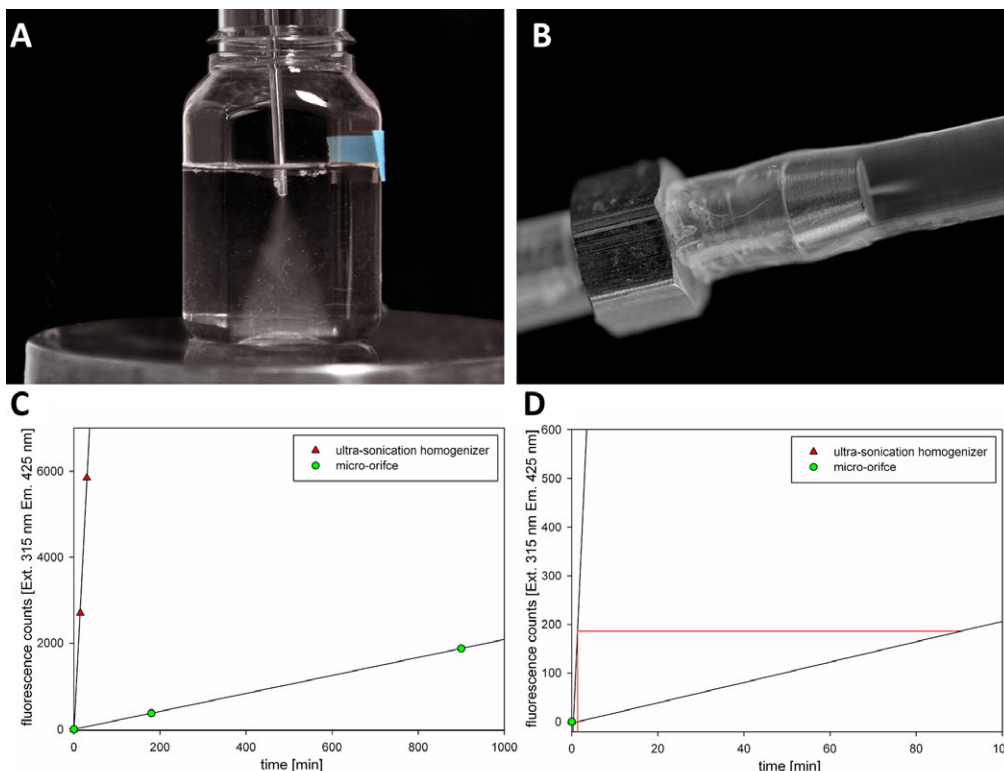 A
B
C
fluorescence counts [Ext. 315 nm Em. 425 nm]
6000
4000
2000
0
ultra-sonication homogenizer
micro-orifce
0
200
400
600
800
1000
time [min]
D
fluorescence counts [Ext. 315 nm Em. 425 nm]
600
500
400
300
200
100
0
ultra-sonication homogenizer
micro-orifce
0
20
40
60
80
time [min]